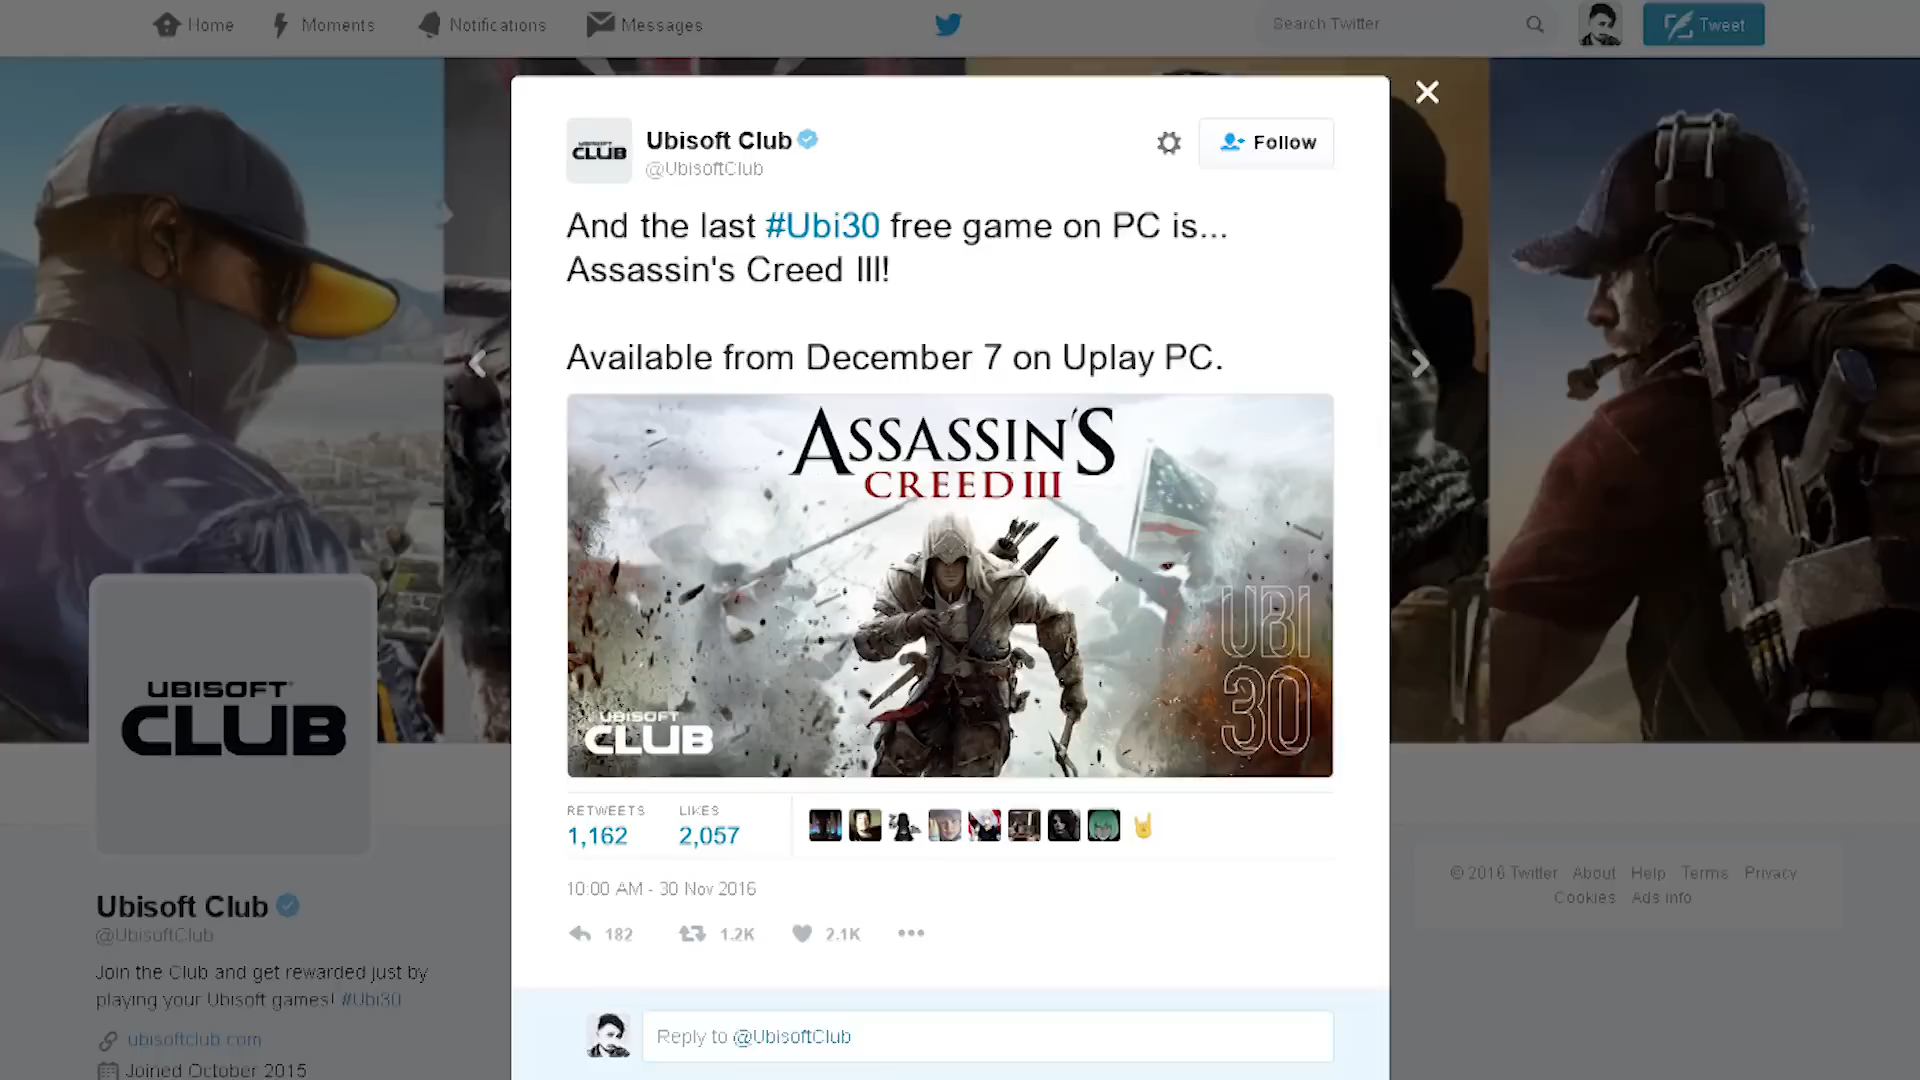 Home
Moments
Notifications
Messages
Search Twitter
Tweet
UBISOFT
CLUB
Ubisoft Club
@UbisoftClub
Follow
And the last #Ubi30 free game on PC is...
Assassin's Creed III!
Available from December 7 on Uplay PC.
ASSASSIN'S
CREED III
UBISOFT
CLUB
UBI
30
RETWEETS
1,162
LIKES
2,057
10:00 AM - 30 Nov 2016
182
1.2K
2.1K
Reply to @UbisoftClub
UBISOFT
CLUB
Ubisoft Club
@UbisoftClub
Join the Club and get rewarded just by
playing your Ubisoft games! #Ubi30
ubisoftclub.com
Joined October 2015
© 2016 Twitter About Help Terms Privacy
Cookies Ads info